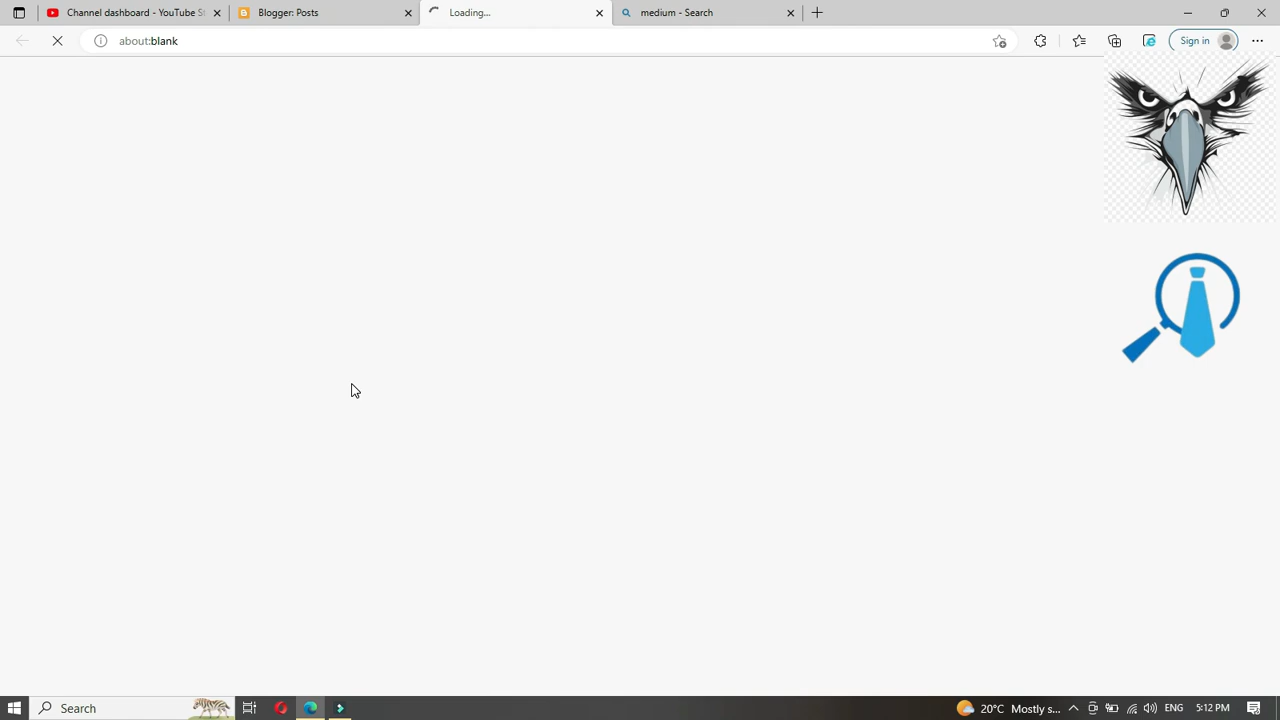 Channel dashboard - YouTube St
Blogger: Posts
Loading...
medium - Search
about:blank
Sign in
Search
20°C Mostly s...
ENG
5:12 PM